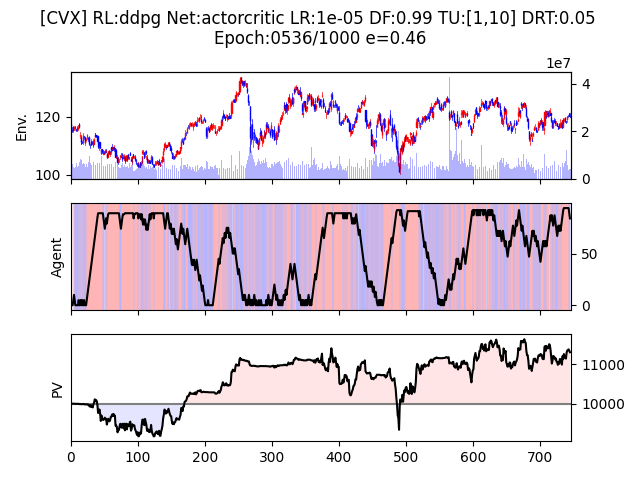 [CVX] RL:ddpg Net:actorcritic LR:1e-05 DF:0.99 TU:[1,10] DRT:0.05
Epoch:0536/1000 e=0.46
1e7
Env.
120
100
4
2
0
Agent
50
0
PV
11000
10000
0 100 200 300 400 500 600 700